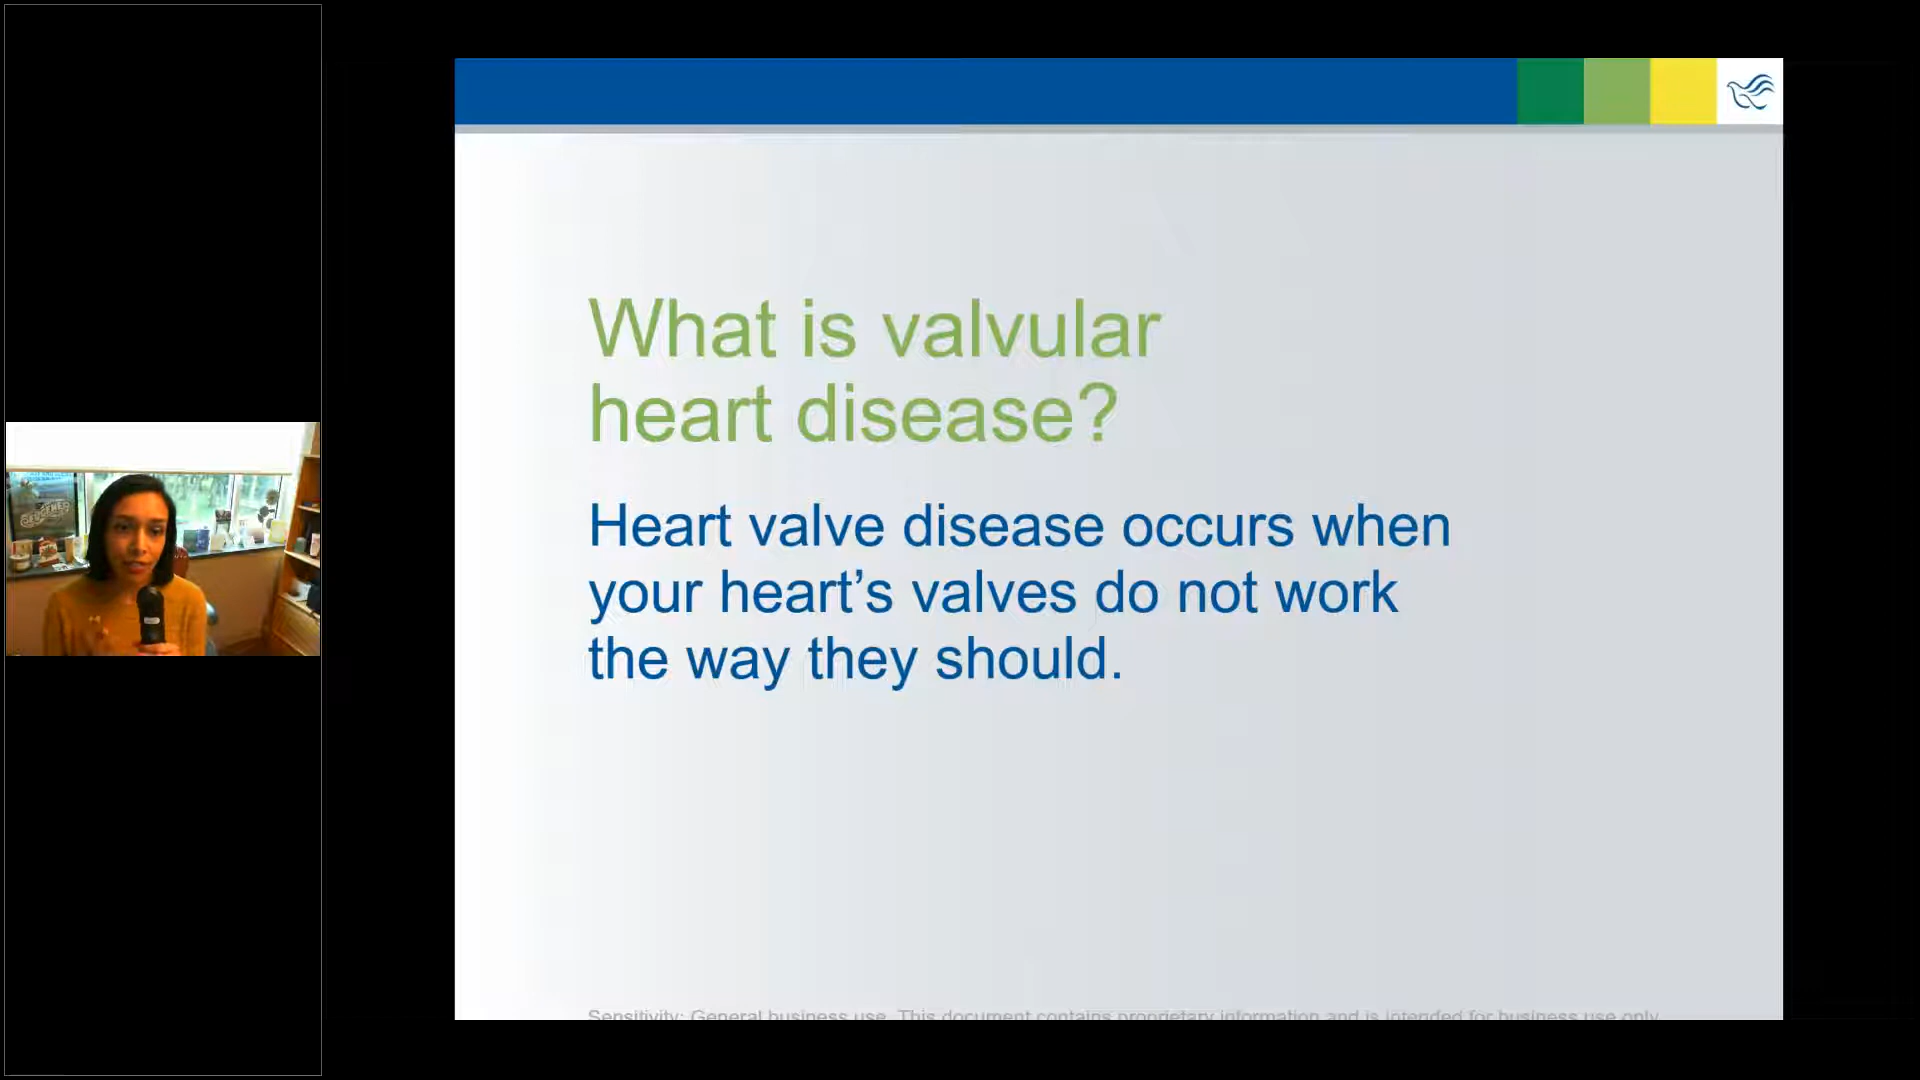 What is valvular
heart disease?
Heart valve disease occurs when
your heart’s valves do not work
the way they should.
Sensitivity: General business use. This document contains proprietary information and is intended for business use only.